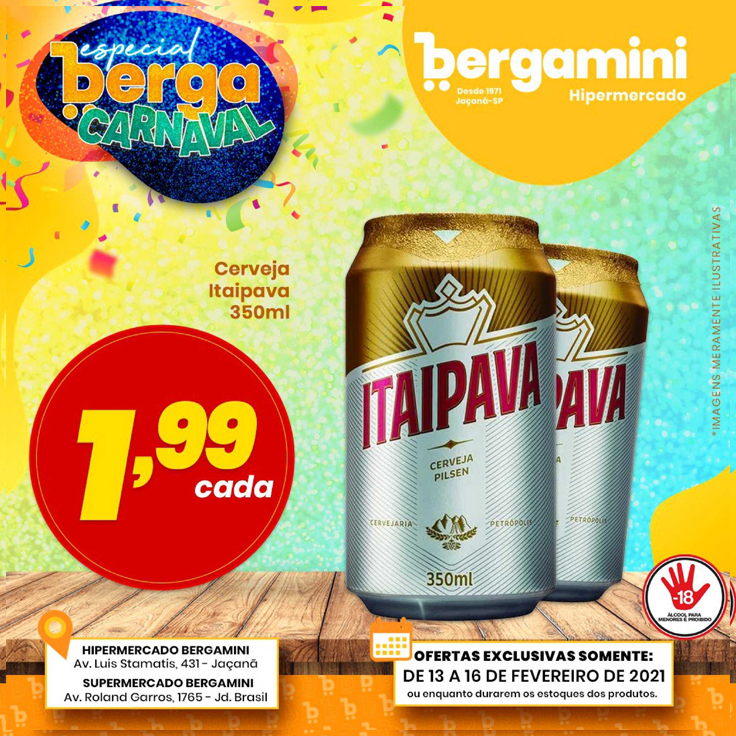 especial
berga
CARNAVAL
bergamini
Desde 1971
Jaçanã-SP
Hipermercado
Cerveja
Itaipava
350ml
1,99
cada
ITAIPAVA
CERVEJA
PILSEN
CERVEJARIA
PETRÓPOLIS
350ml
PAVA
PETRÓPOLIS
*IMAGENS MERAMENTE ILUSTRATIVAS
-18
ÁLCOOL PARA
MENORES É PROIBIDO
HIPERMERCADO BERGAMINI
Av. Luis Stamatis, 431 - Jaçanã
SUPERMERCADO BERGAMINI
Av. Roland Garros, 1765 - Jd. Brasil
OFERTAS EXCLUSIVAS SOMENTE:
DE 13 A 16 DE FEVEREIRO DE 2021
ou enquanto durarem os estoques dos produtos.